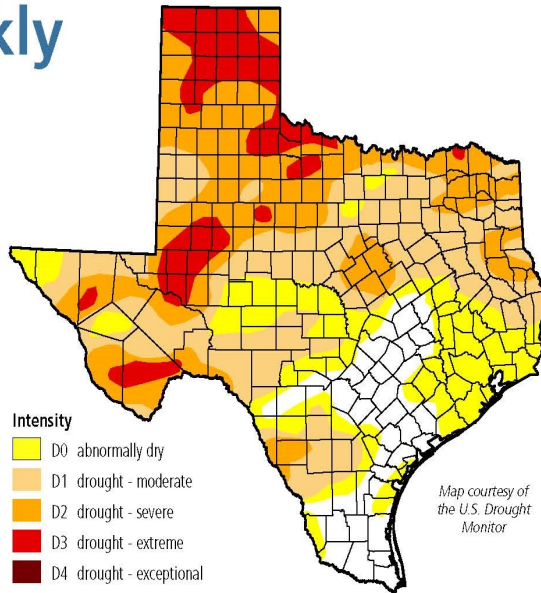 kly
Intensity
D0 abnormally dry
D1 drought - moderate
D2 drought - severe
D3 drought - extreme
D4 drought - exceptional
Map courtesy of
the U.S. Drought
Monitor